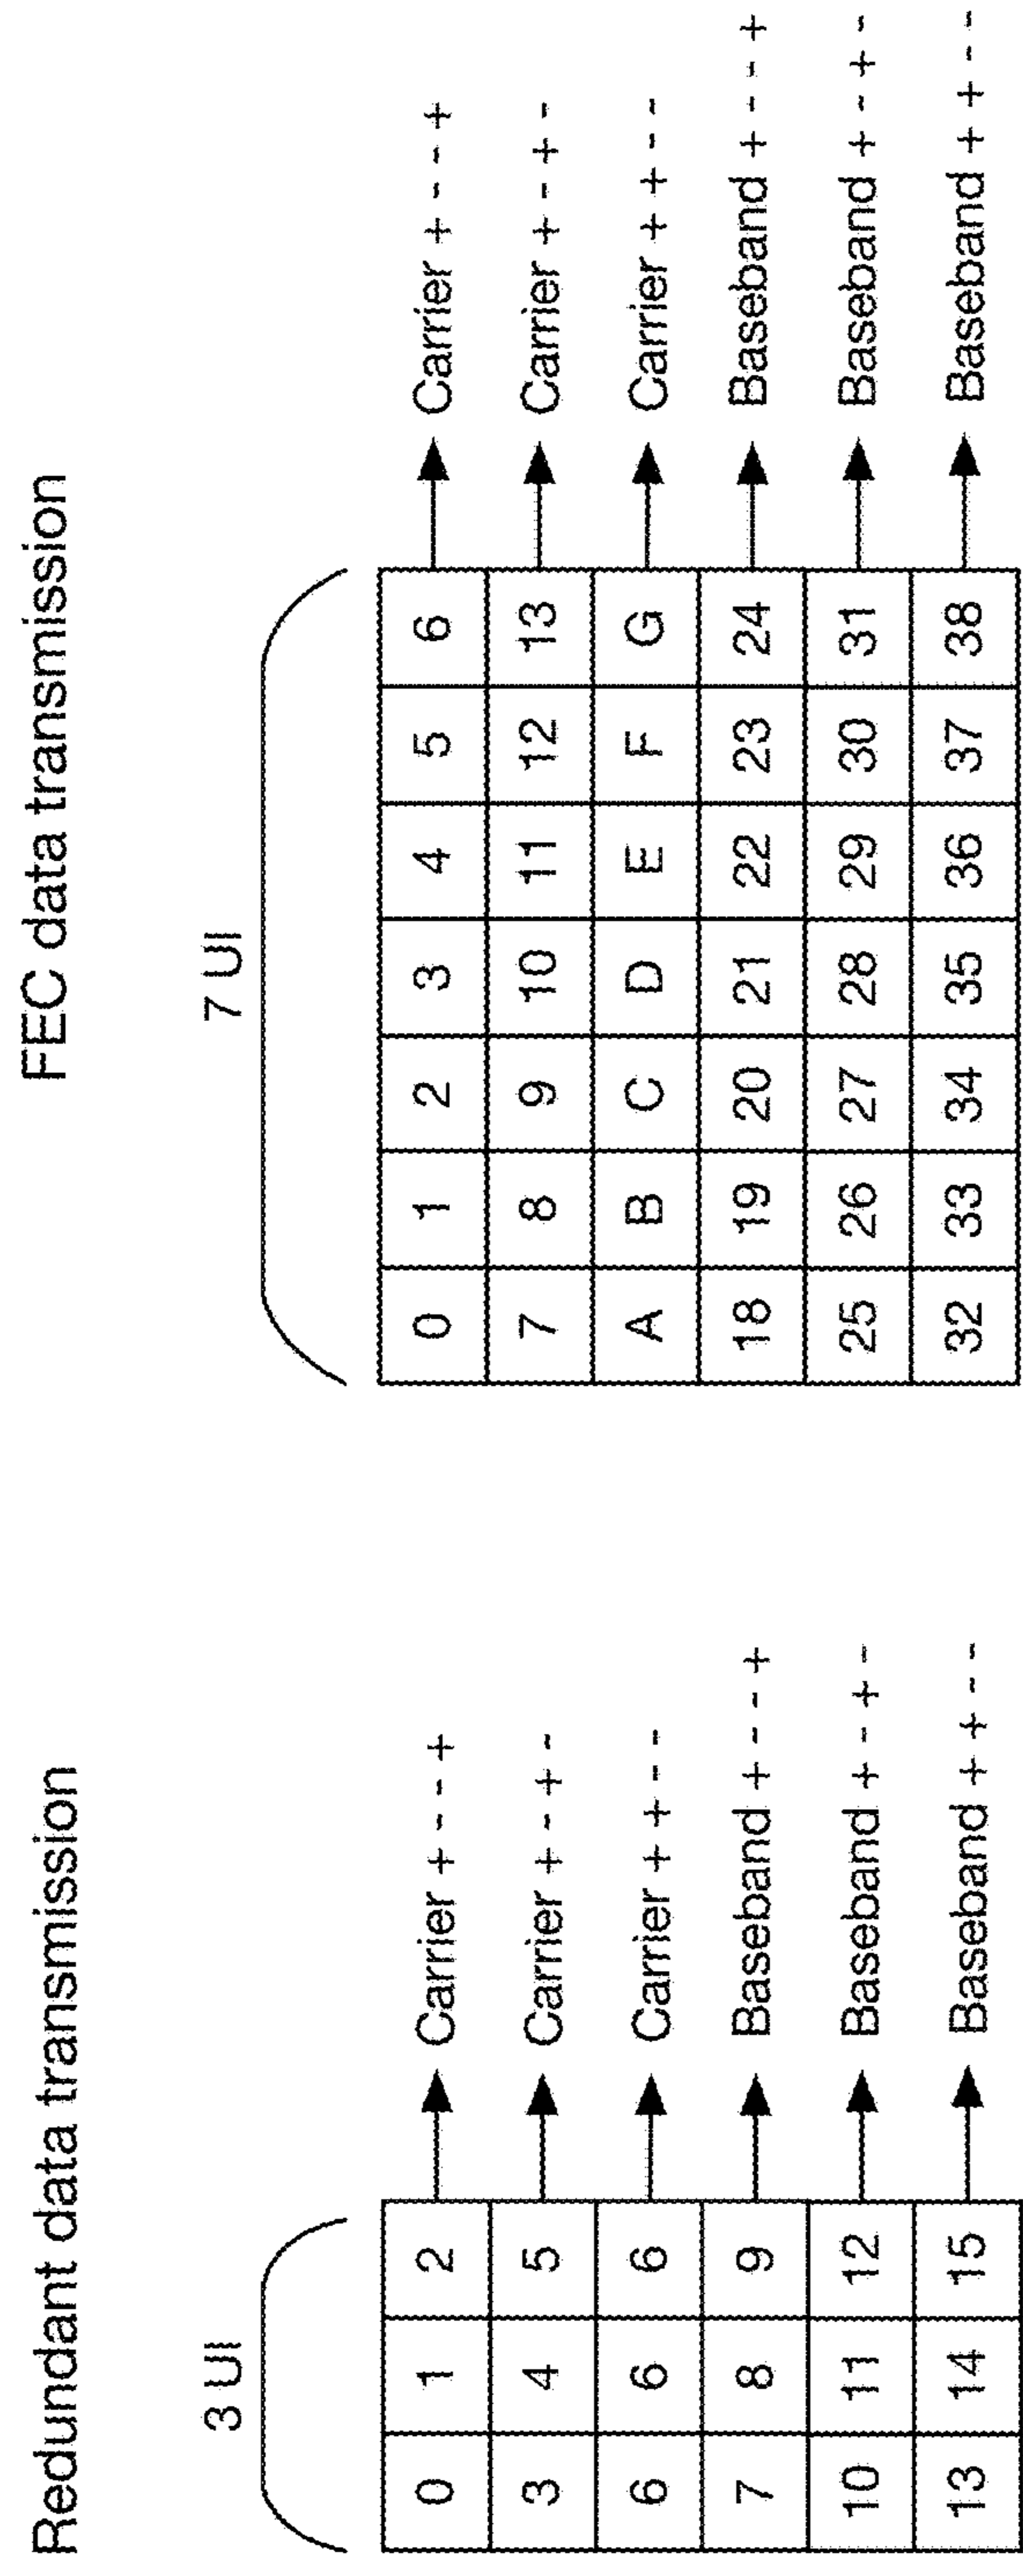 Redundant data transmission
3 UI
0 1 2 Carrier + - - +
3 4 5 Carrier + - + -
6 6 6 Carrier + + - -
7 8 9 Baseband + - - +
10 11 12 Baseband + - + -
13 14 15 Baseband + + - -
FEC data transmission
7 UI
0 1 2 3 4 5 6 Carrier + - - +
7 8 9 10 11 12 13 Carrier + - + -
A B C D E F G Carrier + + - -
18 19 20 21 22 23 24 Baseband + - - +
25 26 27 28 29 30 31 Baseband + - + -
32 33 34 35 36 37 38 Baseband + + - -